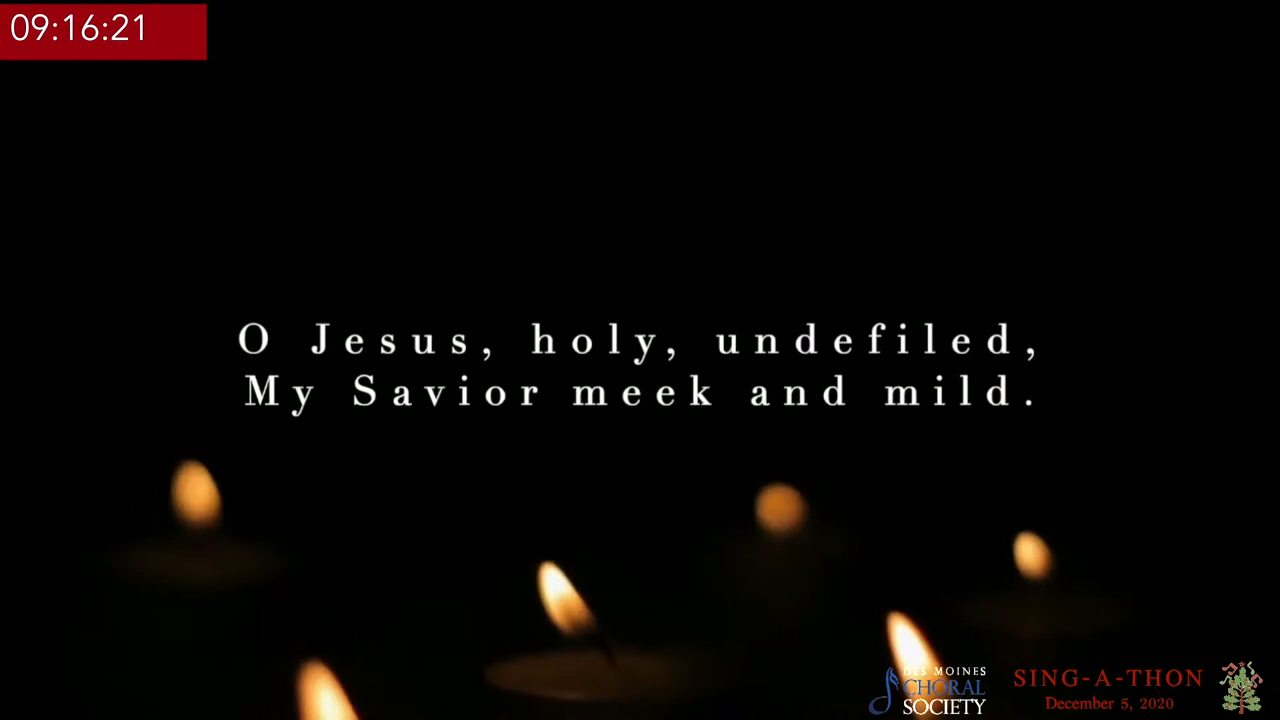 09:16:21
O Jesus, holy, undefiled,
My Savior meek and mild.
DES MOINES
CHORAL
SOCIETY
SING-A-THON
December 5, 2020